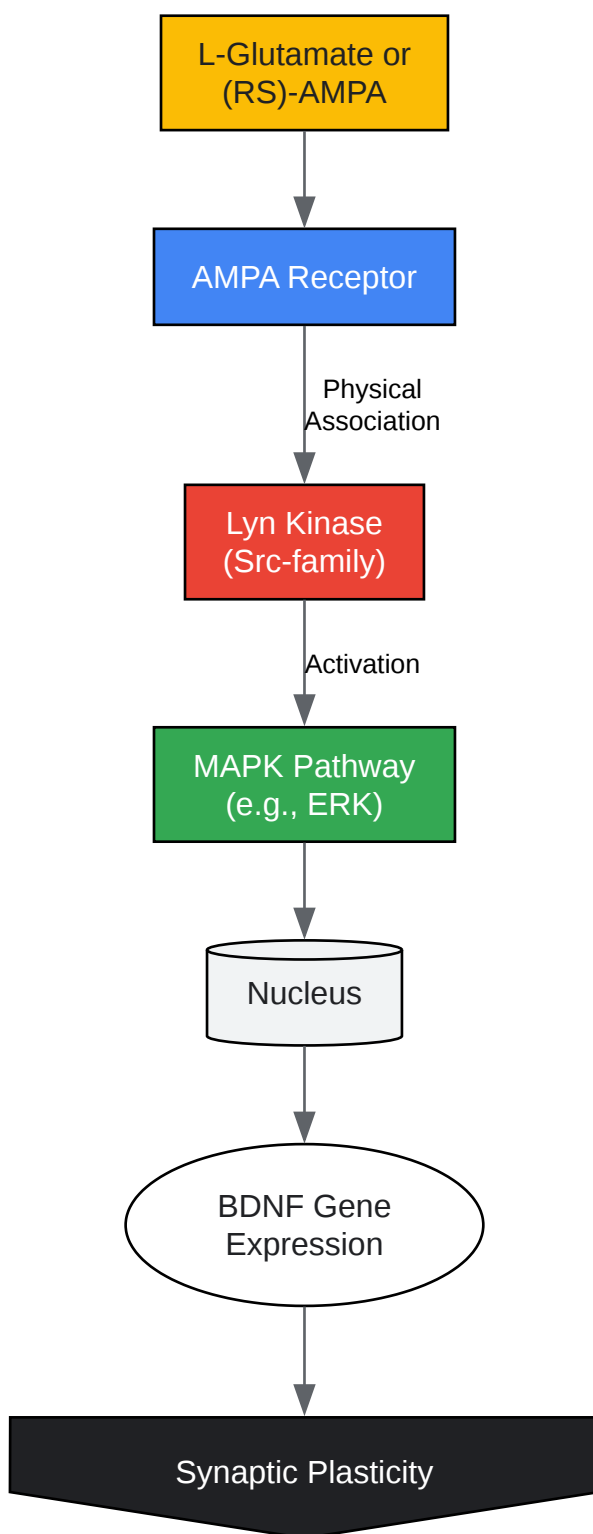 L-Glutamate or
(RS)-AMPA
AMPA Receptor
Physical
Association
Lyn Kinase
(Src-family)
Activation
MAPK Pathway
(e.g., ERK)
Nucleus
BDNF Gene
Expression
Synaptic Plasticity